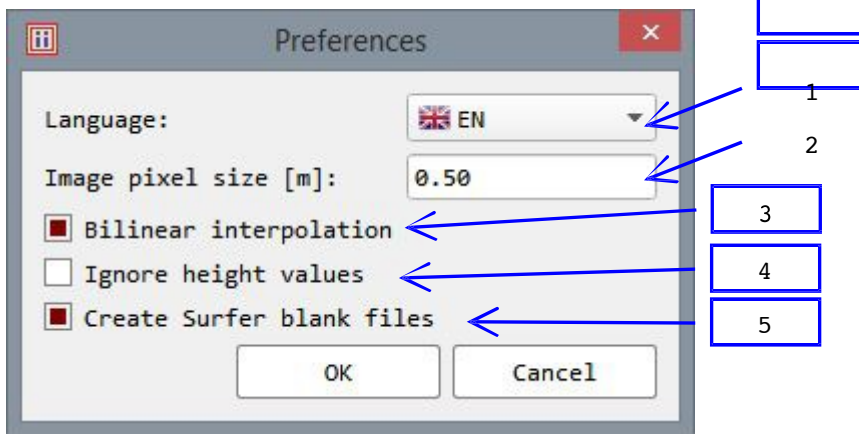 Preferences
Language: EN
1
Image pixel size [m]: 0.50
2
Bilinear interpolation
3
Ignore height values
4
Create Surfer blank files
5
OK Cancel